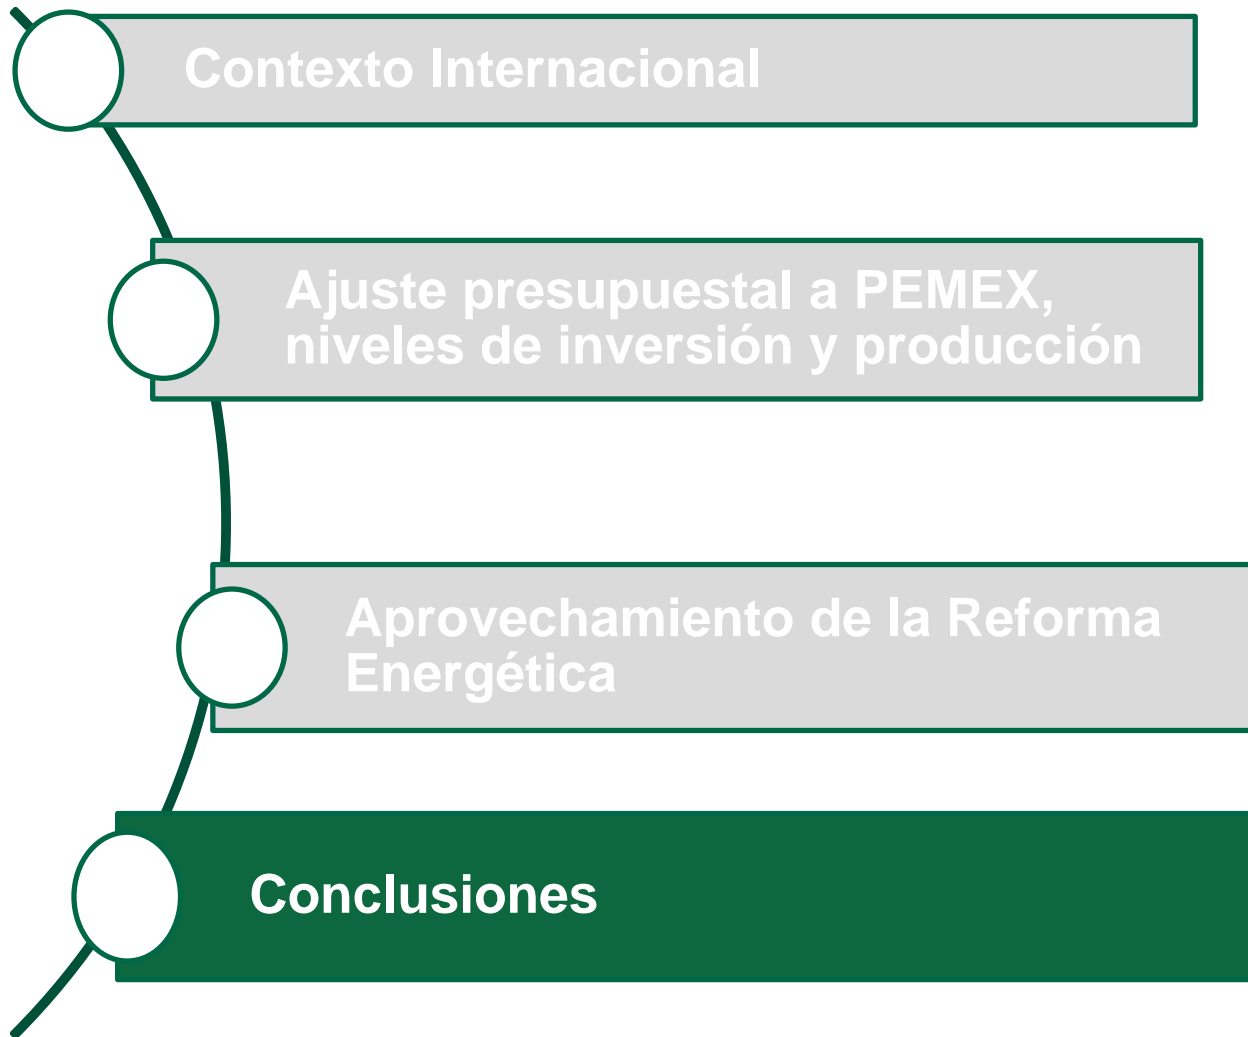 Contexto Internacional
Ajuste presupuestal a PEMEX,
niveles de inversión y producción
Aprovechamiento de la Reforma
Energética
Conclusiones